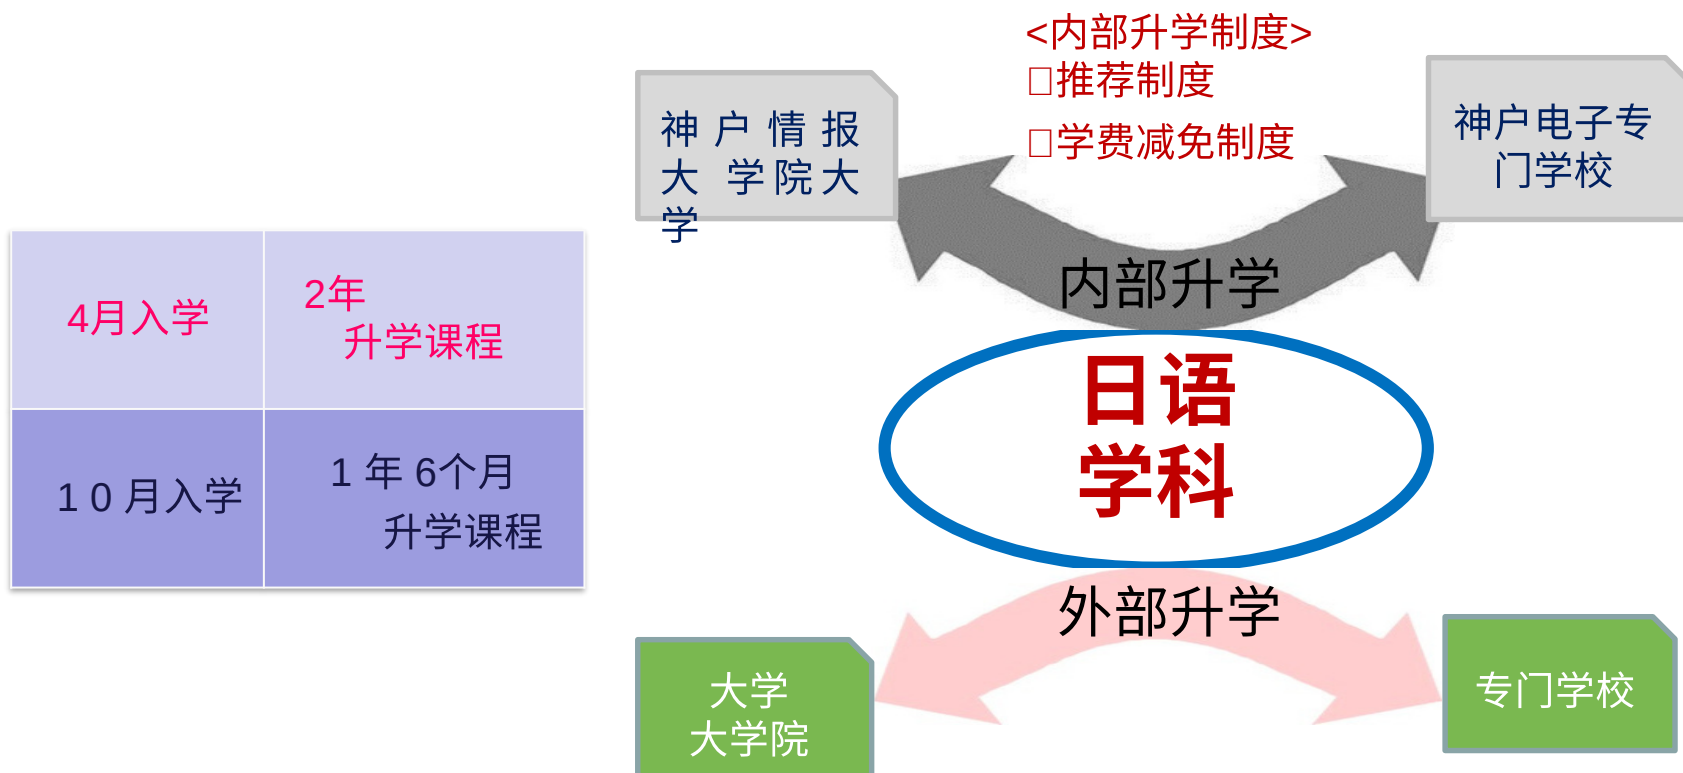 <内部升学制度>
推荐制度
学费减免制度
神 户 情 报
大 学 院 大
学
神户电子专
门学校
内部升学
4月入学
2年
升学课程
1 0 月入学
1 年 6个月
升学课程
日语
学科
外部升学
大学
大学院
专门学校